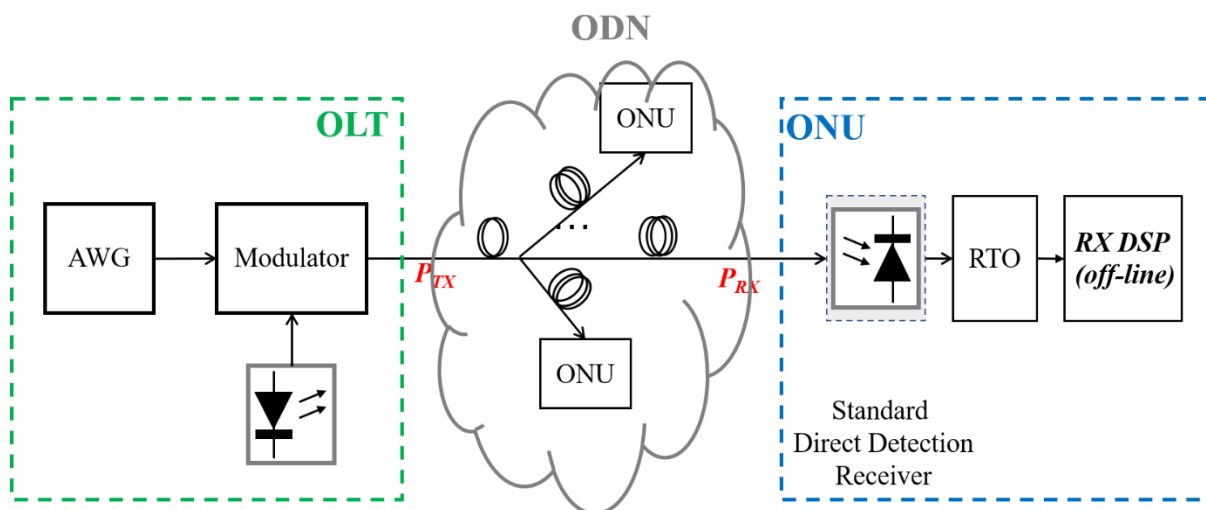 ODN
OLT
ONU
ONU
AWG
Modulator
...
RTO
RX DSP
(off-line)
P_TX
P_RX
ONU
Standard
Direct Detection
Receiver